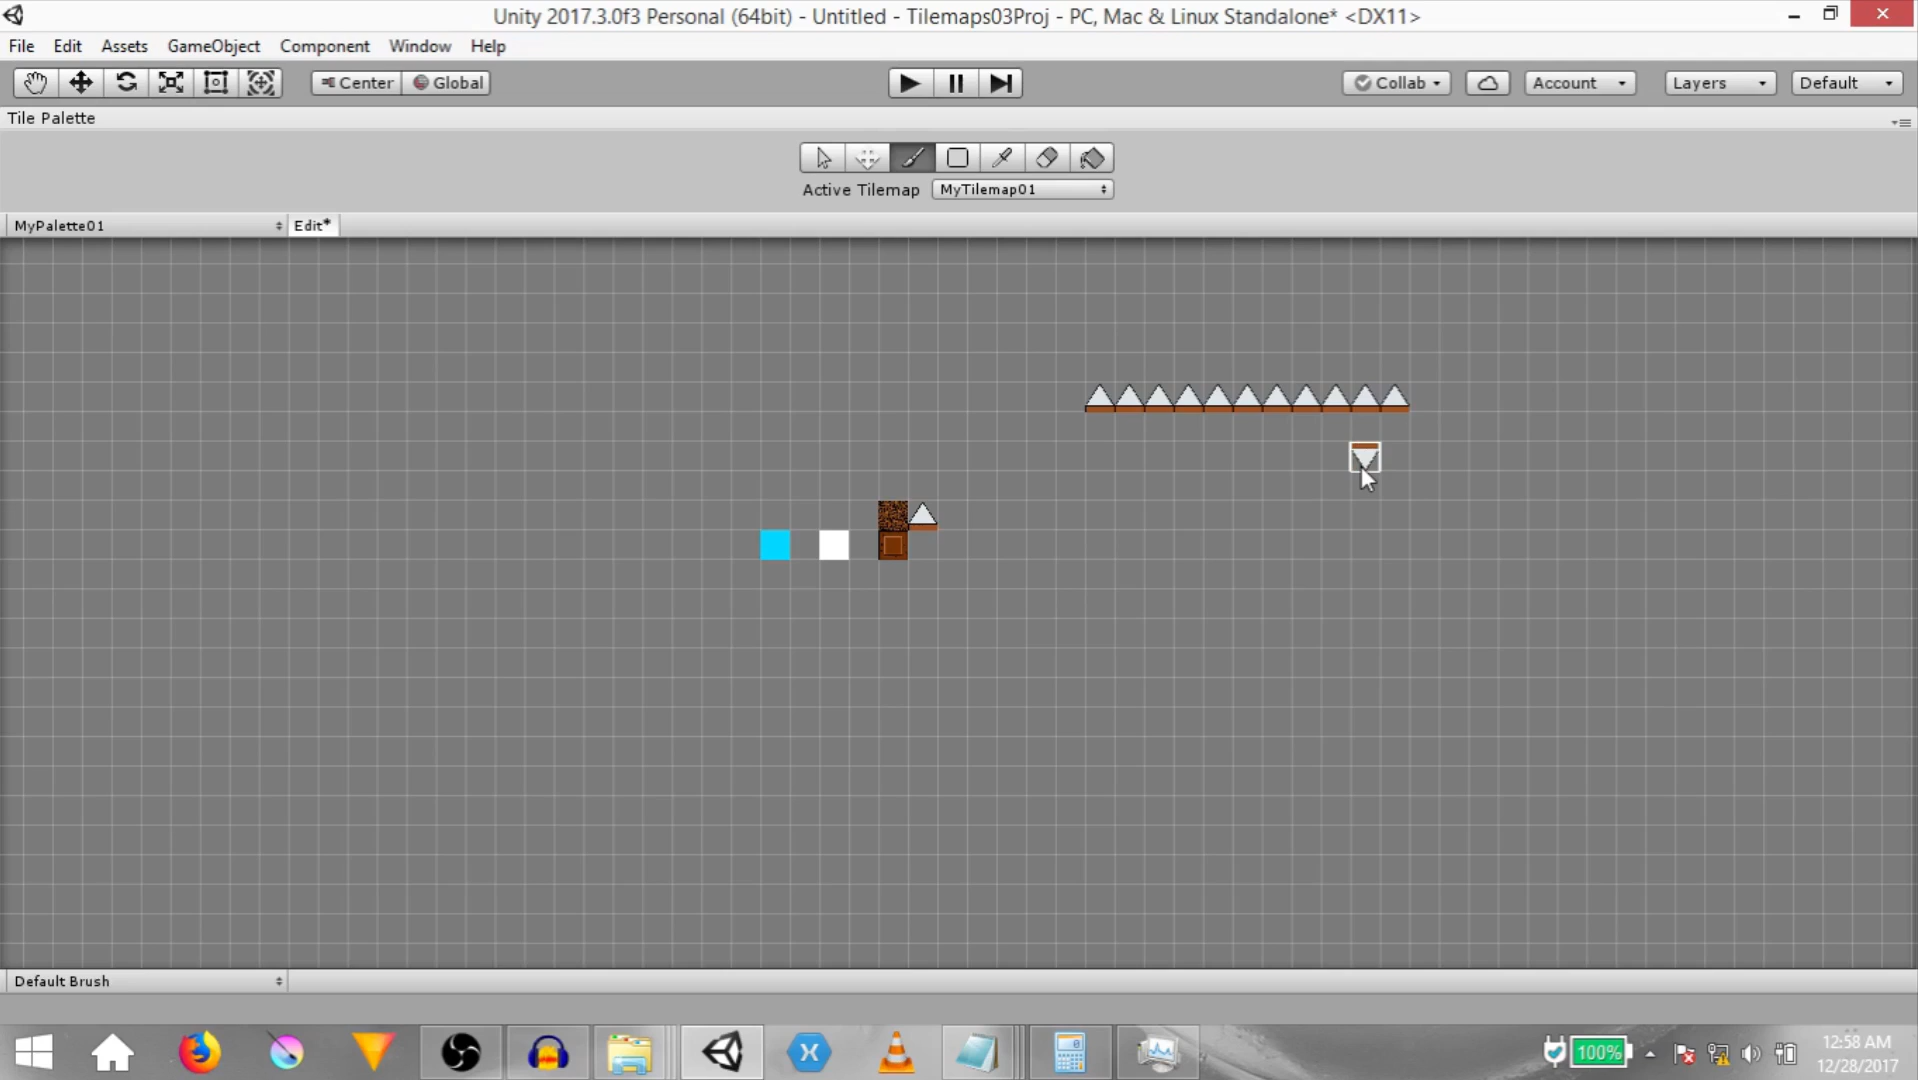 Unity 2017.3.0f3 Personal (64bit) - Untitled - Tilemaps03Proj - PC, Mac & Linux Standalone* <DX11>
File Edit Assets GameObject Component Window Help
Center Global Collab Account Layers Default
Tile Palette
Active Tilemap MyTilemap01
MyPalette01 Edit*
Default Brush
100%
12:58 AM
12/28/2017